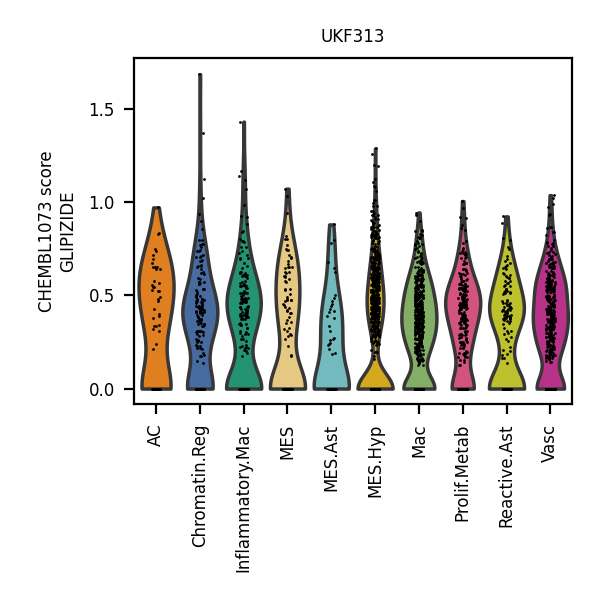 UKF313
CHEMBL1073 score
GLIPIZIDE
1.5
1.0
0.5
0.0
AC
Chromatin.Reg
Inflammatory.Mac
MES
MES.Ast
MES.Hyp
Mac
Prolif.Metab
Reactive.Ast
Vasc